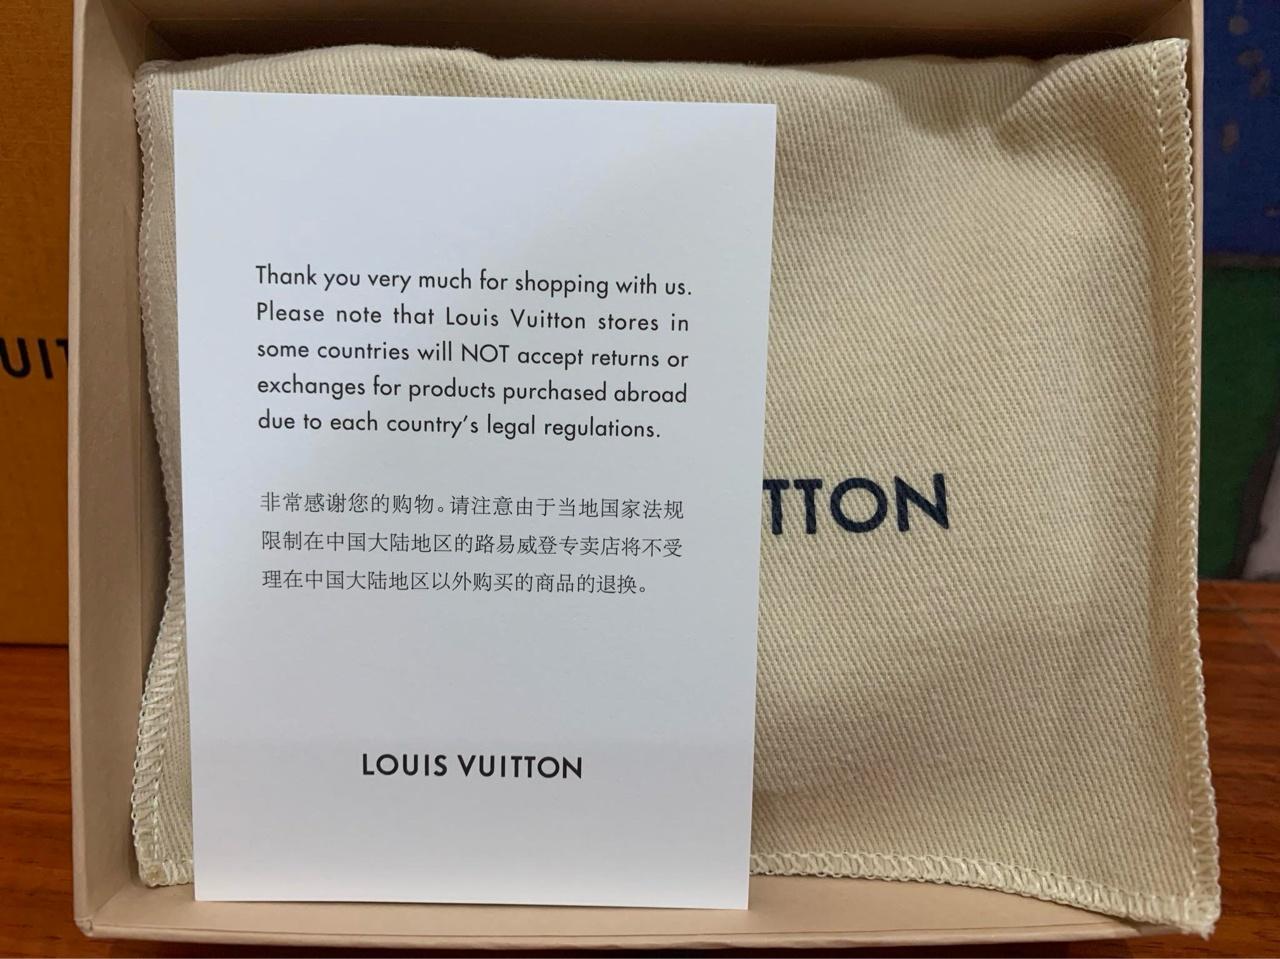 Thank you very much for shopping with us.
Please note that Louis Vuitton stores in
some countries will NOT accept returns or
exchanges for products purchased abroad
due to each country's legal regulations.
非常感谢您的购物。请注意由于当地国家法规
限制在中国大陆地区的路易威登专卖店将不受
理在中国大陆地区以外购买的商品的退换。
LOUIS VUITTON
TTON
UIT